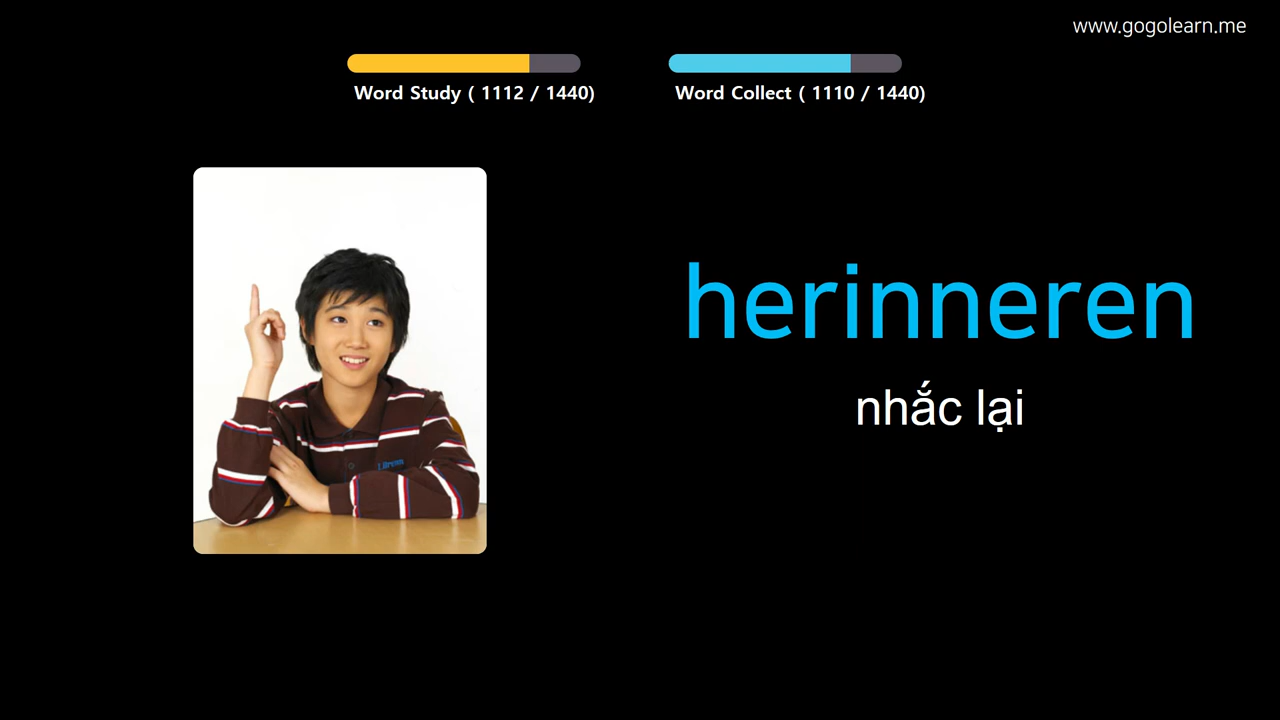 www.gogolearn.me
Word Study ( 1112 / 1440)
Word Collect ( 1110 / 1440)
herinneren
nhắc lại